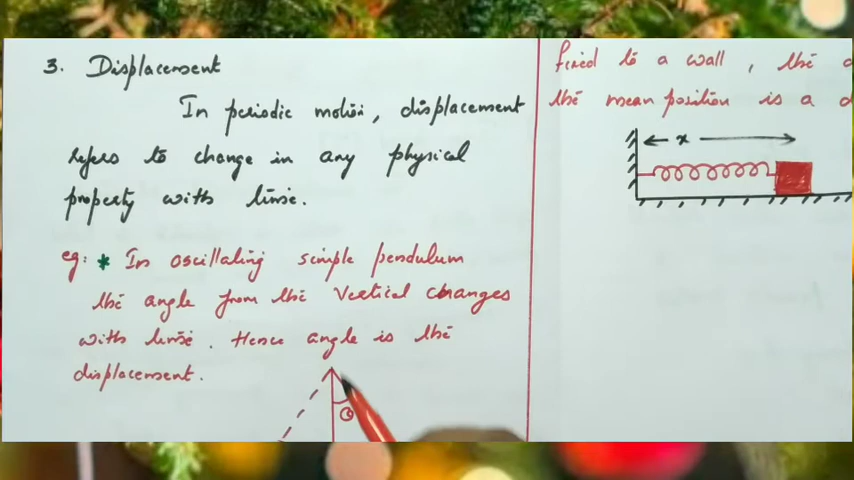 3. Displacement
In periodic motion, displacement
refers to change in any physical
property with time.
eg: * In oscillating simple pendulum
the angle from the vertical changes
with time. Hence angle is the
displacement.
θ
fixed to a wall, the
the mean position is a
x